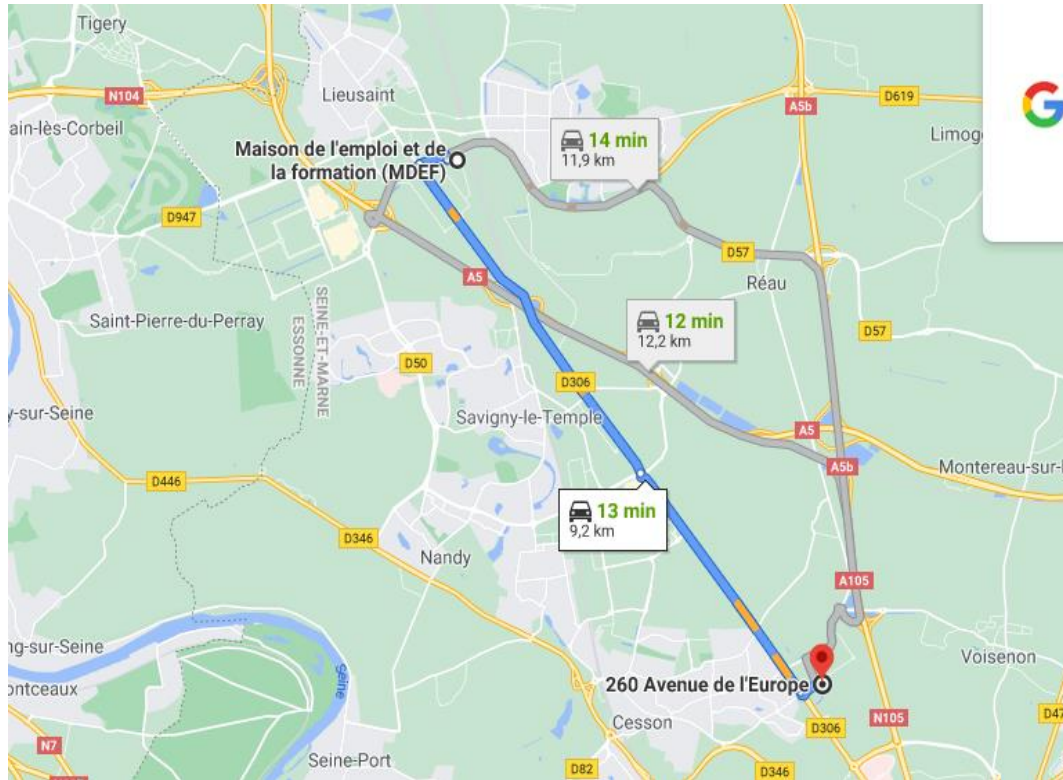 Tigery
N104
Lieusaint
A5b
D619
ain-lès-Corbeil
Limog
14 min
11,9 km
Maison de l'emploi et de
la formation (MDEF)
D947
D57
A5
Réau
SEINE-ET-MARNE
ESSONNE
Saint-Pierre-du-Perray
12 min
12,2 km
D57
D50
D306
y-sur-Seine
Savigny-le-Temple
A5
A5b
Montereau-sur-l
D446
13 min
9,2 km
D346
Nandy
A105
ng-sur-Seine
Seine
Voisenon
ontceaux
260 Avenue de l'Europe
Cesson
N105
D306
D47
N7
Seine-Port
D82
D346